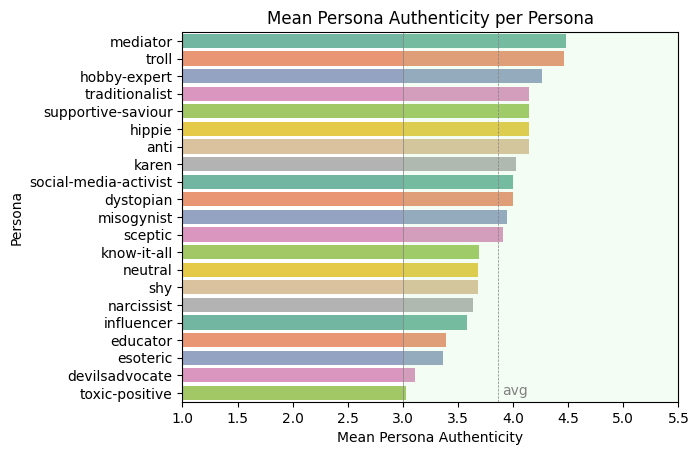 Mean Persona Authenticity per Persona
Persona
mediator
troll
hobby-expert
traditionalist
supportive-saviour
hippie
anti
karen
social-media-activist
dystopian
misogynist
sceptic
know-it-all
neutral
shy
narcissist
influencer
educator
esoteric
devilsadvocate
toxic-positive
avg
1.0 1.5 2.0 2.5 3.0 3.5 4.0 4.5 5.0 5.5
Mean Persona Authenticity